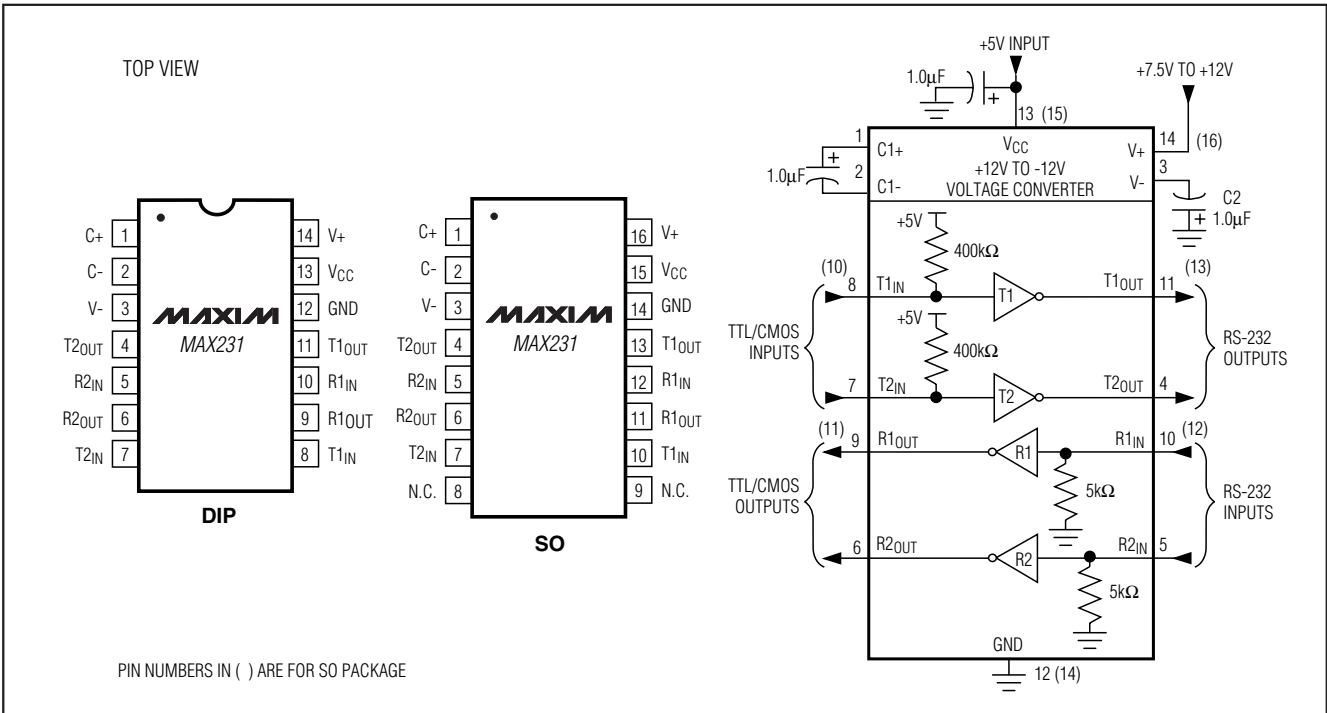 TOP VIEW
C+ 1
C- 2
V- 3
T2OUT 4
R2IN 5
R2OUT 6
T2IN 7
14 V+
13 VCC
12 GND
11 T1OUT
10 R1IN
9 R1OUT
8 T1IN
MAXIM
MAX231
DIP
C+ 1
C- 2
V- 3
T2OUT 4
R2IN 5
R2OUT 6
T2IN 7
N.C. 8
16 V+
15 VCC
14 GND
13 T1OUT
12 R1IN
11 R1OUT
10 T1IN
9 N.C.
MAXIM
MAX231
SO
PIN NUMBERS IN ( ) ARE FOR SO PACKAGE
+5V INPUT
1.0µF
+
+7.5V TO +12V
13 (15)
1
C1+
VCC
V+
14 (16)
+
1.0µF
2
C1-
+12V TO -12V
VOLTAGE CONVERTER
V-
3
C2
+ 1.0µF
+5V
400kΩ
(10)
8
T1IN
T1
T1OUT
11
(13)
TTL/CMOS
INPUTS
+5V
400kΩ
RS-232
OUTPUTS
7
T2IN
T2
T2OUT
4
(11)
9
R1OUT
R1
R1IN
10
(12)
TTL/CMOS
OUTPUTS
5kΩ
RS-232
INPUTS
6
R2OUT
R2
R2IN
5
5kΩ
GND
12 (14)